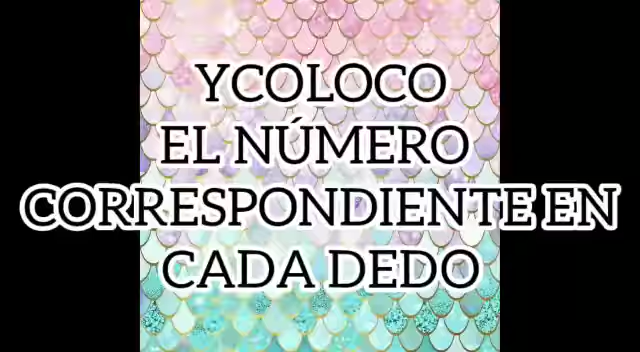 YCOLOCO
EL NÚMERO
CORRESPONDIENTE EN
CADA DEDO